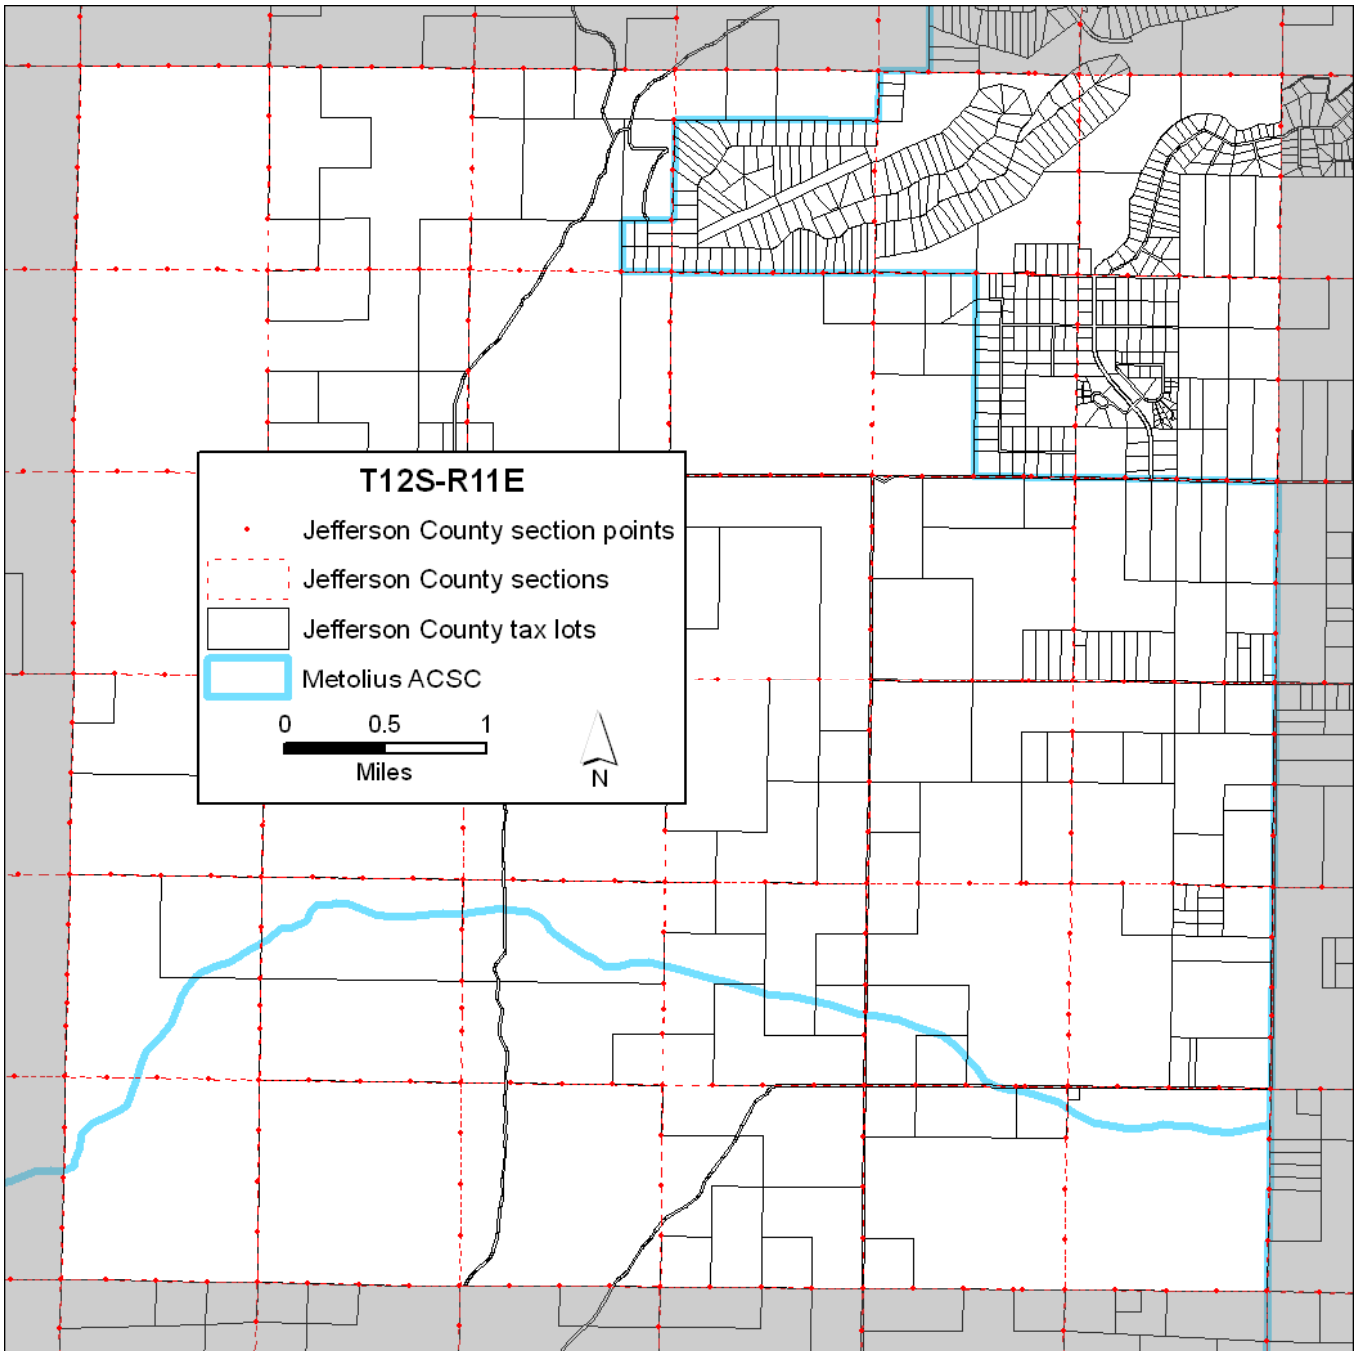 T12S-R11E
Jefferson County section points
Jefferson County sections
Jefferson County tax lots
Metolius ACSC
0 0.5 1
Miles
N